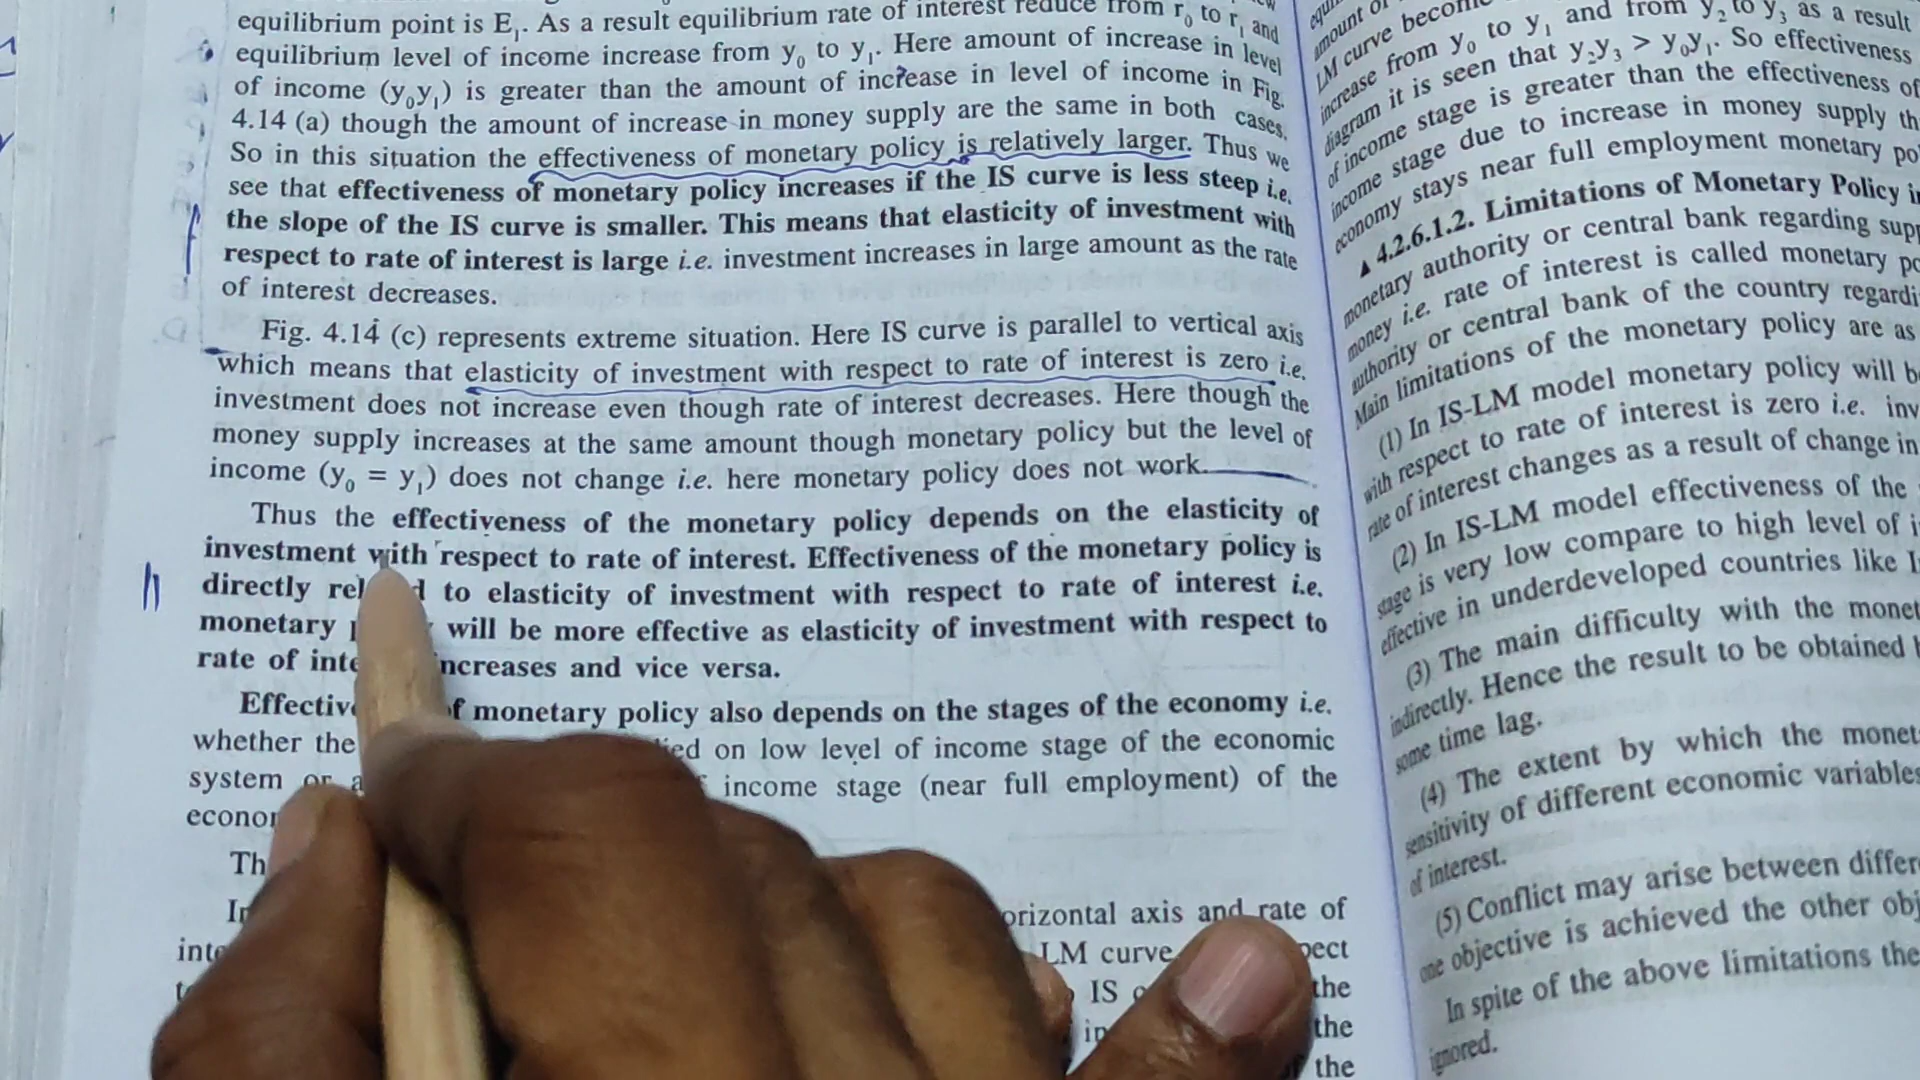 equilibrium point is E₁. As a result equilibrium rate of interest reduce from r₀ to r₁ and
equilibrium level of income increase from y₀ to y₁. Here amount of increase in level
of income (y₀y₁) is greater than the amount of increase in level of income in Fig.
4.14 (a) though the amount of increase in money supply are the same in both cases.
So in this situation the effectiveness of monetary policy is relatively larger. Thus we
see that effectiveness of monetary policy increases if the IS curve is less steep i.e.
the slope of the IS curve is smaller. This means that elasticity of investment with
respect to rate of interest is large i.e. investment increases in large amount as the rate
of interest decreases.
Fig. 4.14 (c) represents extreme situation. Here IS curve is parallel to vertical axis
which means that elasticity of investment with respect to rate of interest is zero i.e.
investment does not increase even though rate of interest decreases. Here though the
money supply increases at the same amount though monetary policy but the level of
income (y₀ = y₁) does not change i.e. here monetary policy does not work.
Thus the effectiveness of the monetary policy depends on the elasticity of
investment with respect to rate of interest. Effectiveness of the monetary policy is
directly to elasticity of investment with respect to rate of interest i.e.
monetary will be more effective as elasticity of investment with respect to
rate of increases and vice versa.
of monetary policy also depends on the stages of the economy i.e.
whether the on low level of income stage of the economic
system or income stage (near full employment) of the
horizontal axis and rate of
LM curve
IS the
the
the
amount of
LM curve
increase from y₀ to y₁ and from y₂ to y₃ as a result
diagram it is seen that y₂y₃ > y₀y₁. So effectiveness
of income stage is greater than the effectiveness of
income stage due to increase in money supply
economy stays near full employment monetary
▲ 4.2.6.1.2. Limitations of Monetary Policy
monetary authority or central bank regarding
money i.e. rate of interest is called monetary
authority or central bank of the country
Main limitations of the monetary policy are as
(1) In IS-LM model monetary policy will
with respect to rate of interest is zero i.e.
rate of interest changes as a result of change in
(2) In IS-LM model effectiveness of the
stage is very low compare to high level of
effective in underdeveloped countries like
(3) The main difficulty with the
indirectly. Hence the result to be obtained
some time lag.
(4) The extent by which the
sensitivity of different economic variables
of interest.
(5) Conflict may arise between
one objective is achieved the other
In spite of the above limitations the
ignored.